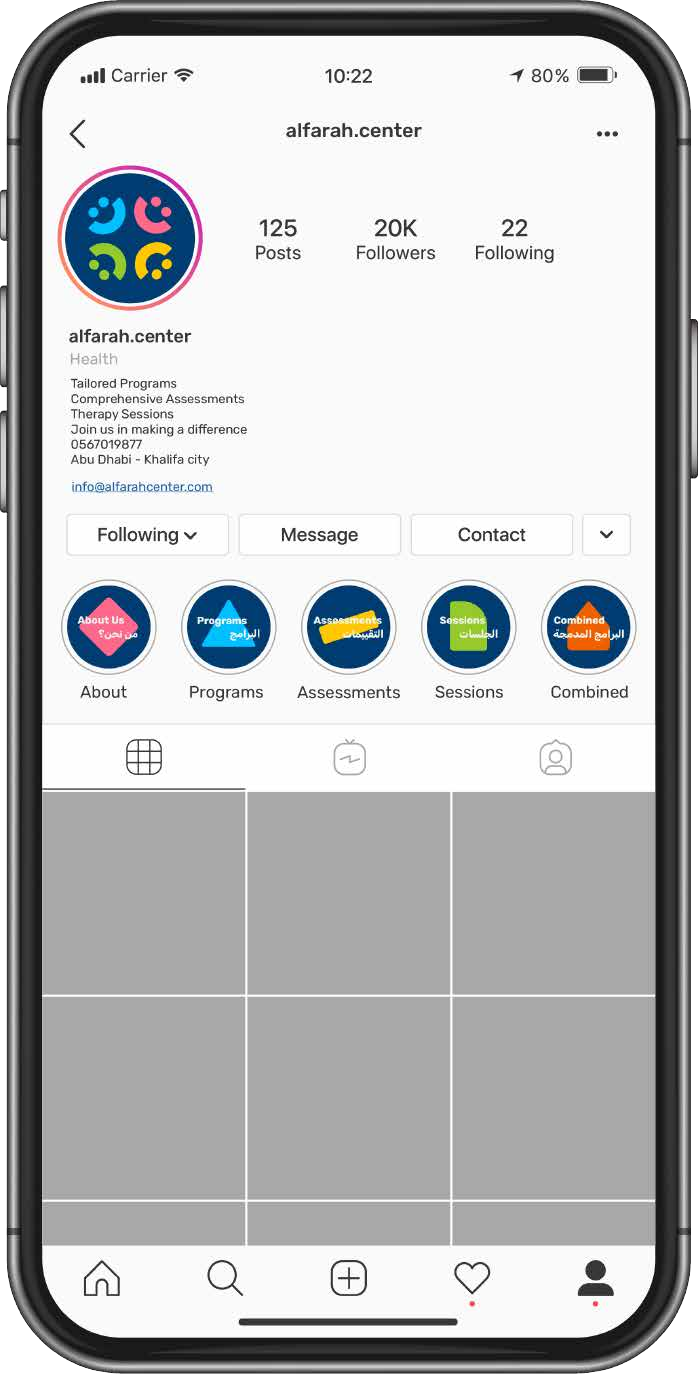 Carrier 10:22 80%
alfarah.center
125 20K 22
Posts Followers Following
alfarah.center
Health
Tailored Programs
Comprehensive Assessments
Therapy Sessions
Join us in making a difference
0567019877
Abu Dhabi - Khalifa city
info@alfarahcenter.com
Following Message Contact
About Us
من نحن؟
Programs
البرامج
Assessments
التقييمات
Sessions
الجلسات
Combined
البرامج المدمجة
About Programs Assessments Sessions Combined